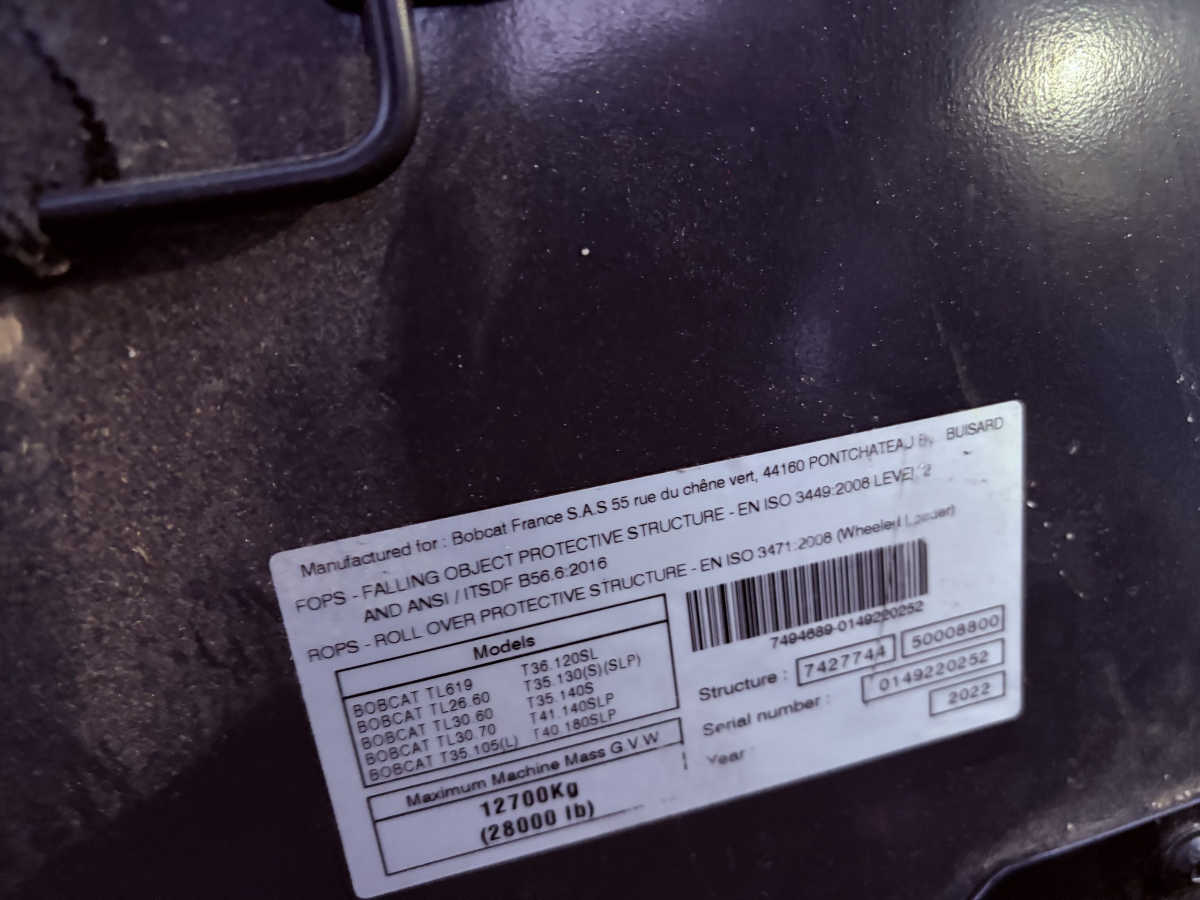 Manufactured for : Bobcat France S.A.S 55 rue du chêne vert, 44160 PONTCHATEAU By BUISARD
FOPS - FALLING OBJECT PROTECTIVE STRUCTURE - EN ISO 3449:2008 LEVEL 2
AND ANSI / ITSDF B56.6:2016
ROPS - ROLL OVER PROTECTIVE STRUCTURE - EN ISO 3471:2008 (Wheeled Loader)
Models
BOBCAT TL619 T36.120SL
BOBCAT TL26.60 T35.130(S)(SLP)
BOBCAT TL30.60 T35.140S
BOBCAT TL30.70 T41.140SLP
BOBCAT T35.105(L) T40.180SLP
Maximum Machine Mass G.V.W
12700Kg
(28000 lb)
7494689-0149220252
Structure : 7427744 50008800
Serial number : 0149220252
Year : 2022